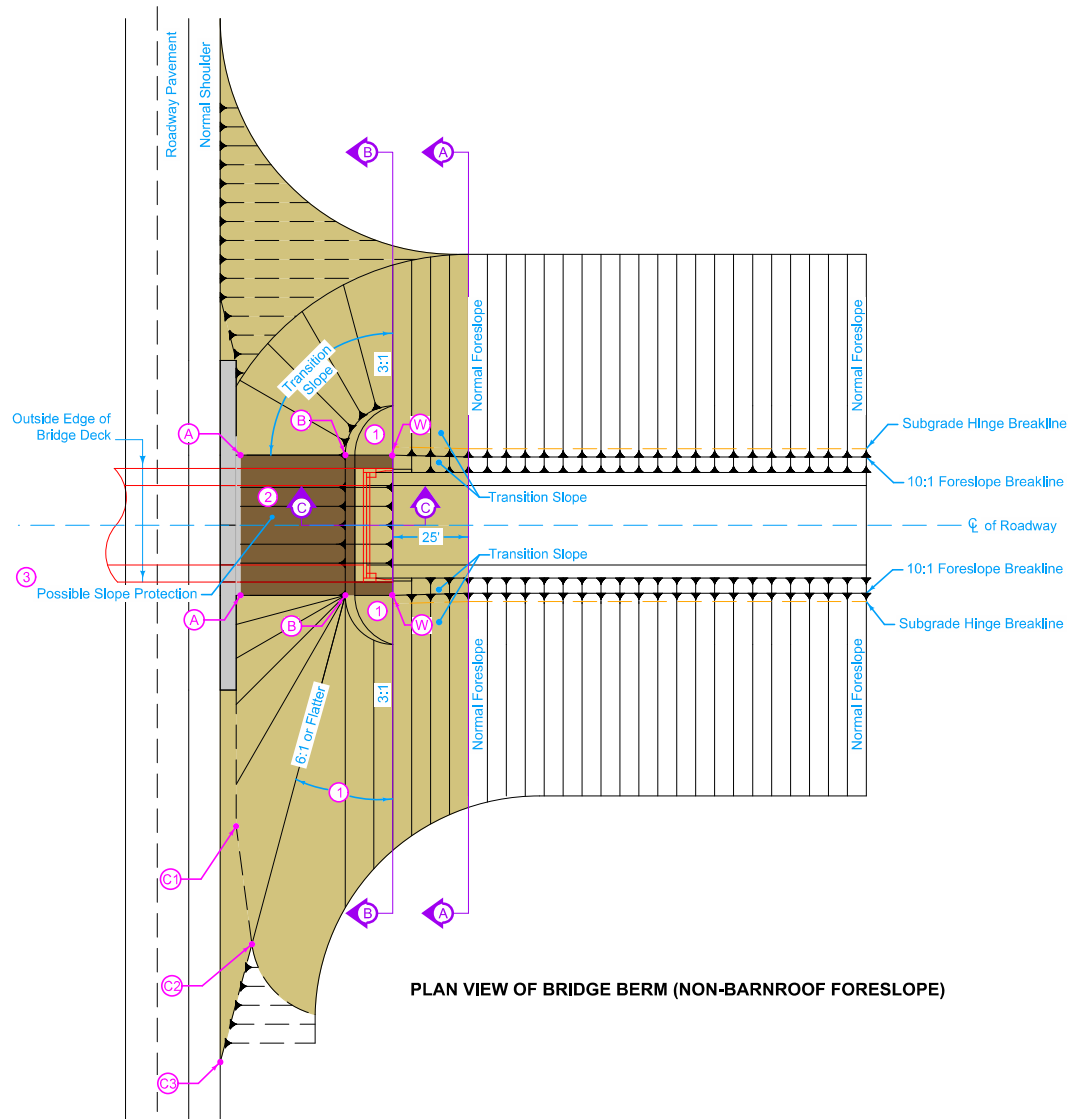 Roadway Pavement
Normal Shoulder
B
A
Normal Foreslope
Normal Foreslope
Transition
Slope
3:1
Outside Edge of
Bridge Deck
A
B
1
W
Subgrade Hinge Breakline
10:1 Foreslope Breakline
2
C
C
Transition Slope
25'
℄ of Roadway
Transition Slope
3
Possible Slope Protection
10:1 Foreslope Breakline
A
B
1
W
Subgrade Hinge Breakline
3:1
6:1 or Flatter
Normal Foreslope
Normal Foreslope
1
C1
B
A
C2
PLAN VIEW OF BRIDGE BERM (NON-BARNROOF FORESLOPE)
C3